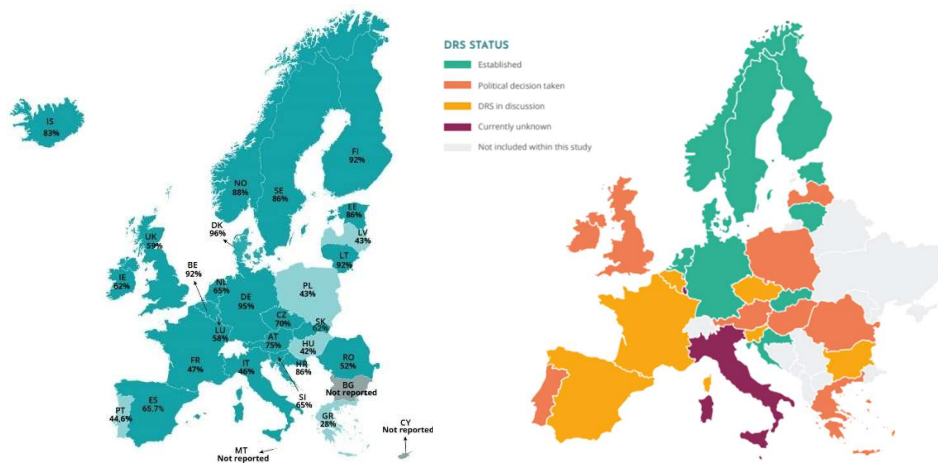 IS
83%
FI
92%
NO
88%
SE
86%
EE
86%
DK
96%
LV
43%
UK
59%
LT
92%
BE
92%
IE
62%
NL
65%
PL
43%
DE
95%
CZ
70%
SK
62%
LU
58%
AT
75%
HU
42%
RO
52%
FR
47%
IT
46%
HR
86%
BG
Not reported
SI
65%
ES
65.7%
PT
44.6%
GR
28%
CY
Not reported
MT
Not reported
DRS STATUS
Established
Political decision taken
DRS in discussion
Currently unknown
Not included within this study